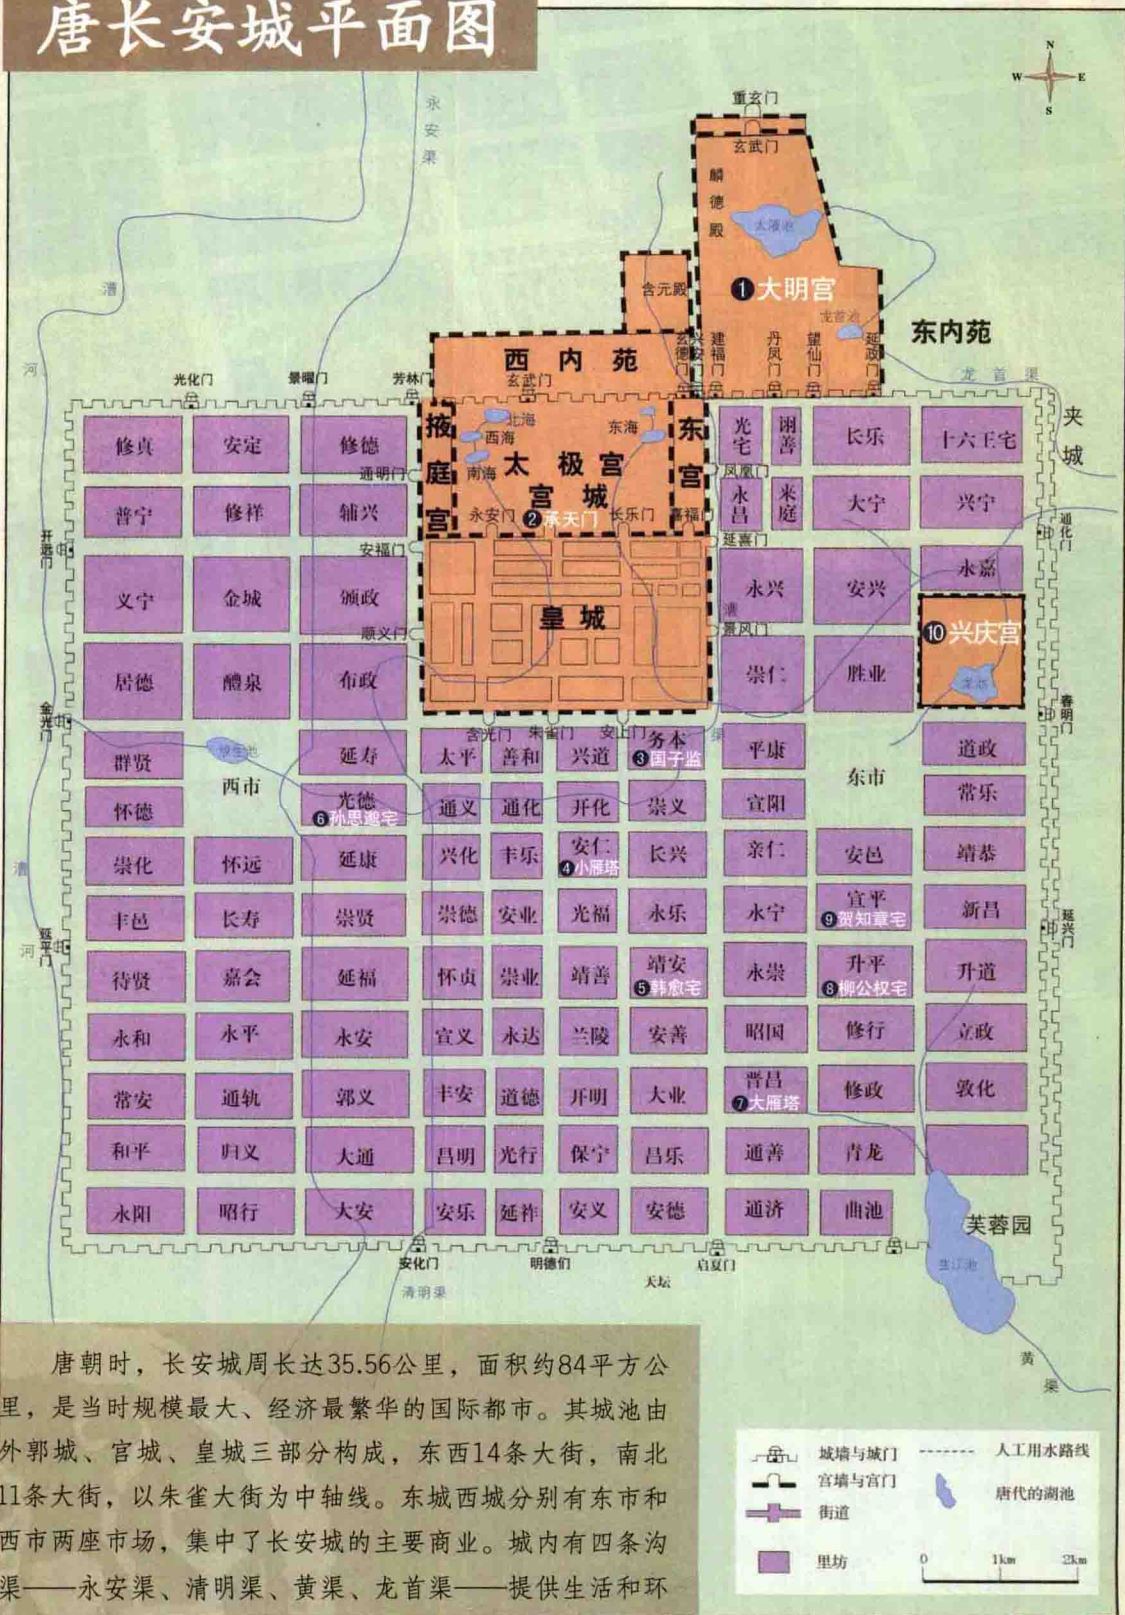 唐长安城平面图
N
W E
S
永安渠
重玄门
玄武门
麟德殿
太液池
漕
含元殿
❶大明宫
龙首池
东内苑
河
西内苑
玄德门
兴安门
建福门
丹凤门
望仙门
延政门
龙首渠
光化门
景曜门
芳林门
玄武门
夹城
修真 安定 修德
掖庭宫
北海
西海
南海
东海
太极宫
宫城
东宫
光宅 翊善 长乐 十六王宅
通明门
凤凰门
普宁 修祥 辅兴
永安门 ❷承天门 长乐门 嘉福门
永昌 来庭 大宁 兴宁
开远门
安福门
延喜门
通化门
义宁 金城 颁政
皇城
永兴 安兴 永嘉
漕
顺义门
景风门
❿兴庆宫
龙池
居德 醴泉 布政
崇仁 胜业
金光门
春明门
含光门 朱雀门 安上门
渠
群贤 延寿 太平 善和 兴道 务本 平康 道政
❸国子监
放生池
西市
东市
怀德 光德 通义 通化 开化 崇义 宣阳 常乐
❻孙思邈宅
漕
崇化 怀远 延康 兴化 丰乐 安仁 长兴 亲仁 安邑 靖恭
❹小雁塔
丰邑 长寿 崇贤 崇德 安业 光福 永乐 永宁 宣平 新昌
❾贺知章宅
延平门
延兴门
河
待贤 嘉会 延福 怀贞 崇业 靖善 靖安 永崇 升平 升道
❺韩愈宅
❽柳公权宅
永和 永平 永安 宣义 永达 兰陵 安善 昭国 修行 立政
常安 通轨 郭义 丰安 道德 开明 大业 晋昌 修政 敦化
❼大雁塔
和平 归义 大通 昌明 光行 保宁 昌乐 通善 青龙
永阳 昭行 大安 安乐 延祚 安义 安德 通济 曲池
芙蓉园
安化门
明德们
启夏门
天坛
清明渠
黄渠
唐朝时，长安城周长达35.56公里，面积约84平方公
里，是当时规模最大、经济最繁华的国际都市。其城池由
外郭城、宫城、皇城三部分构成，东西14条大街，南北
11条大街，以朱雀大街为中轴线。东城西城分别有东市和
西市两座市场，集中了长安城的主要商业。城内有四条沟
渠——永安渠、清明渠、黄渠、龙首渠——提供生活和环
城墙与城门
人工用水路线
宫墙与宫门
唐代的湖池
街道
里坊
0 1km 2km